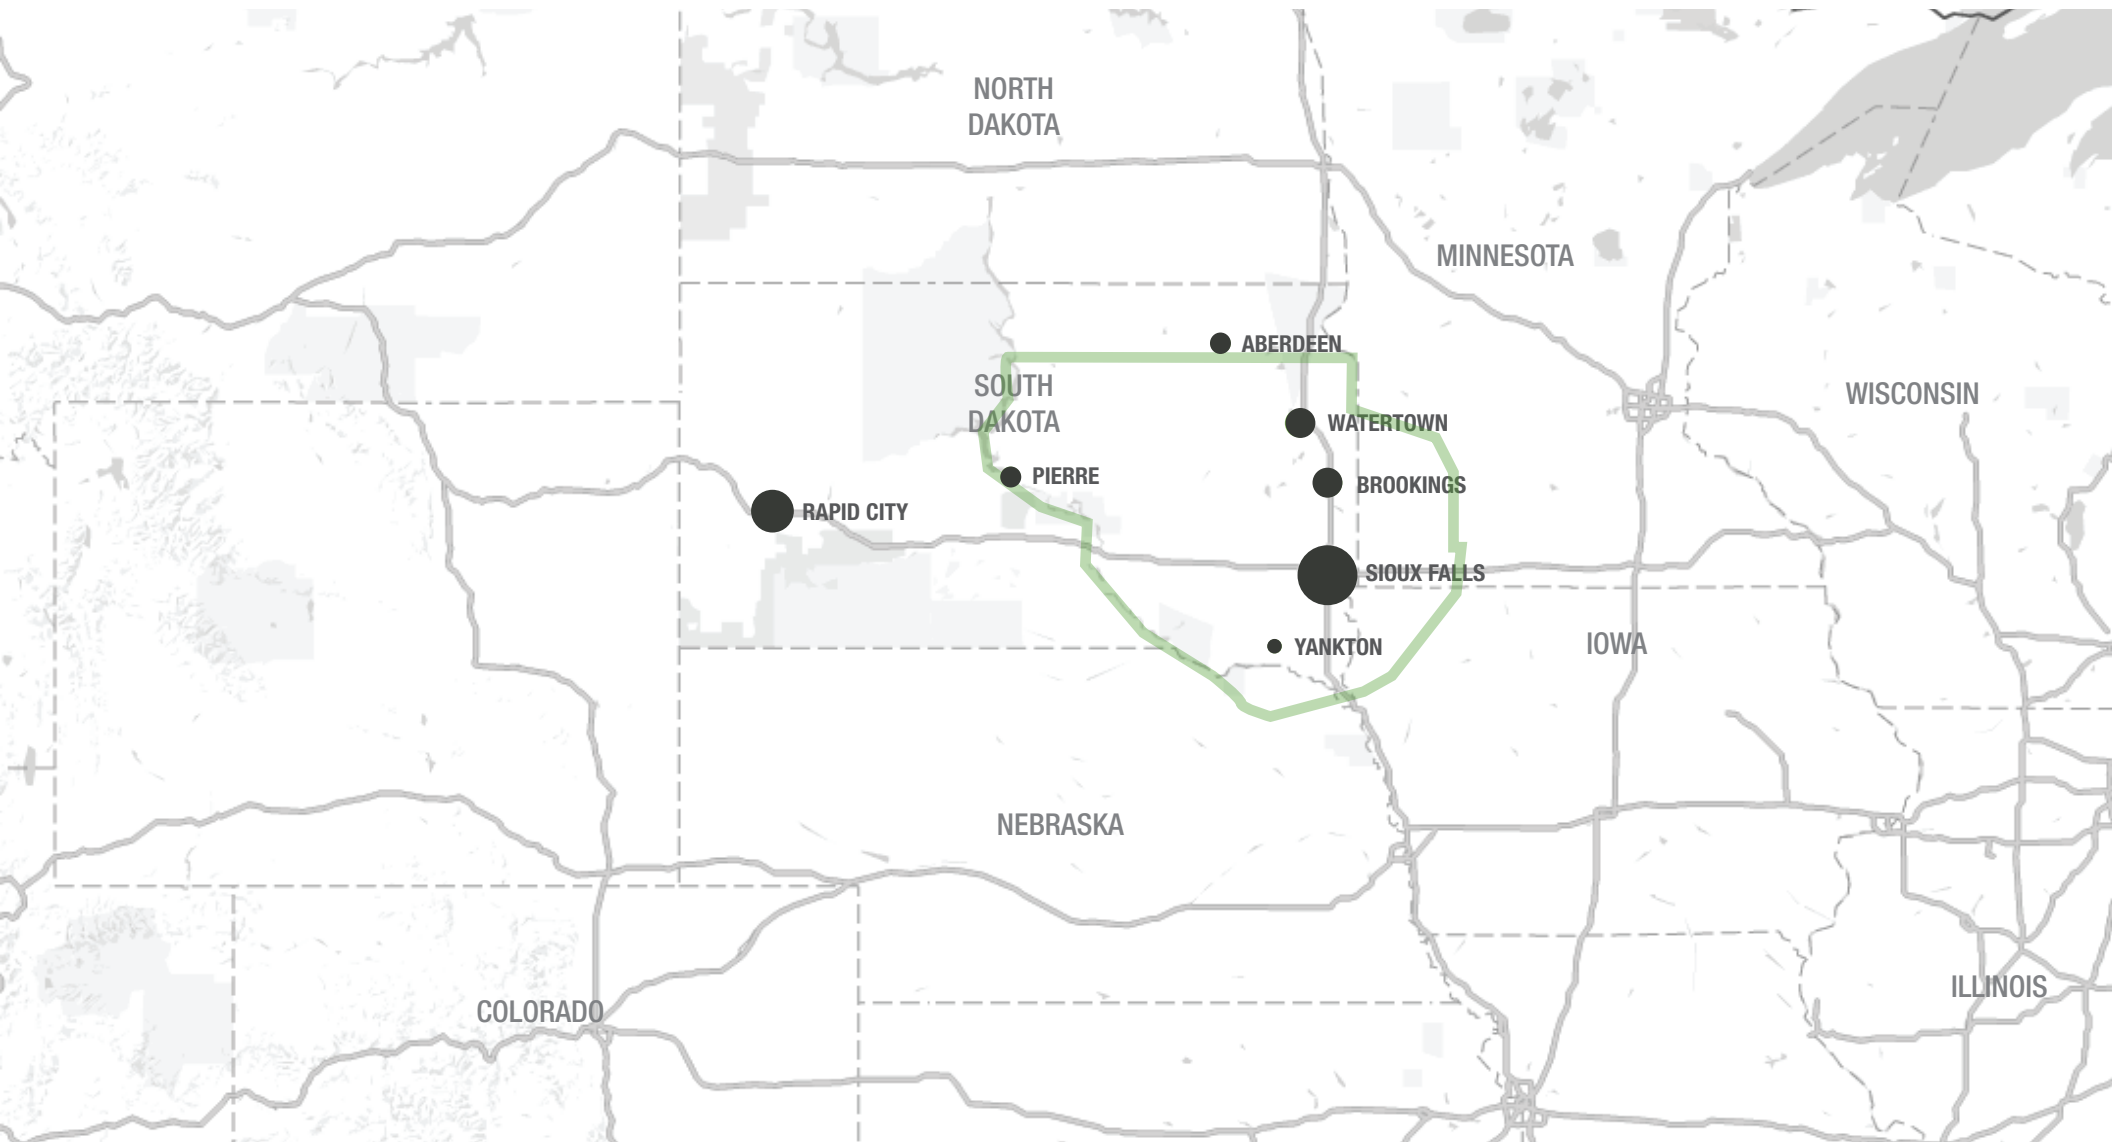 NORTH
DAKOTA
MINNESOTA
ABERDEEN
SOUTH
DAKOTA
WISCONSIN
WATERTOWN
PIERRE
BROOKINGS
RAPID CITY
SIOUX FALLS
YANKTON
IOWA
NEBRASKA
ILLINOIS
COLORADO